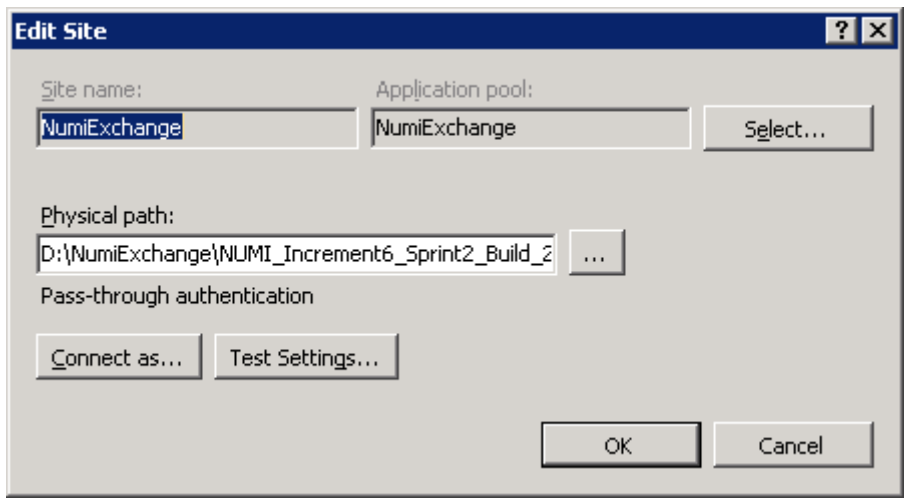 Edit Site
Site name: Application pool:
NumiExchange NumiExchange Select...
Physical path:
D:\NumiExchange\NUMI_Increment6_Sprint2_Build_2 ...
Pass-through authentication
Connect as... Test Settings...
OK Cancel